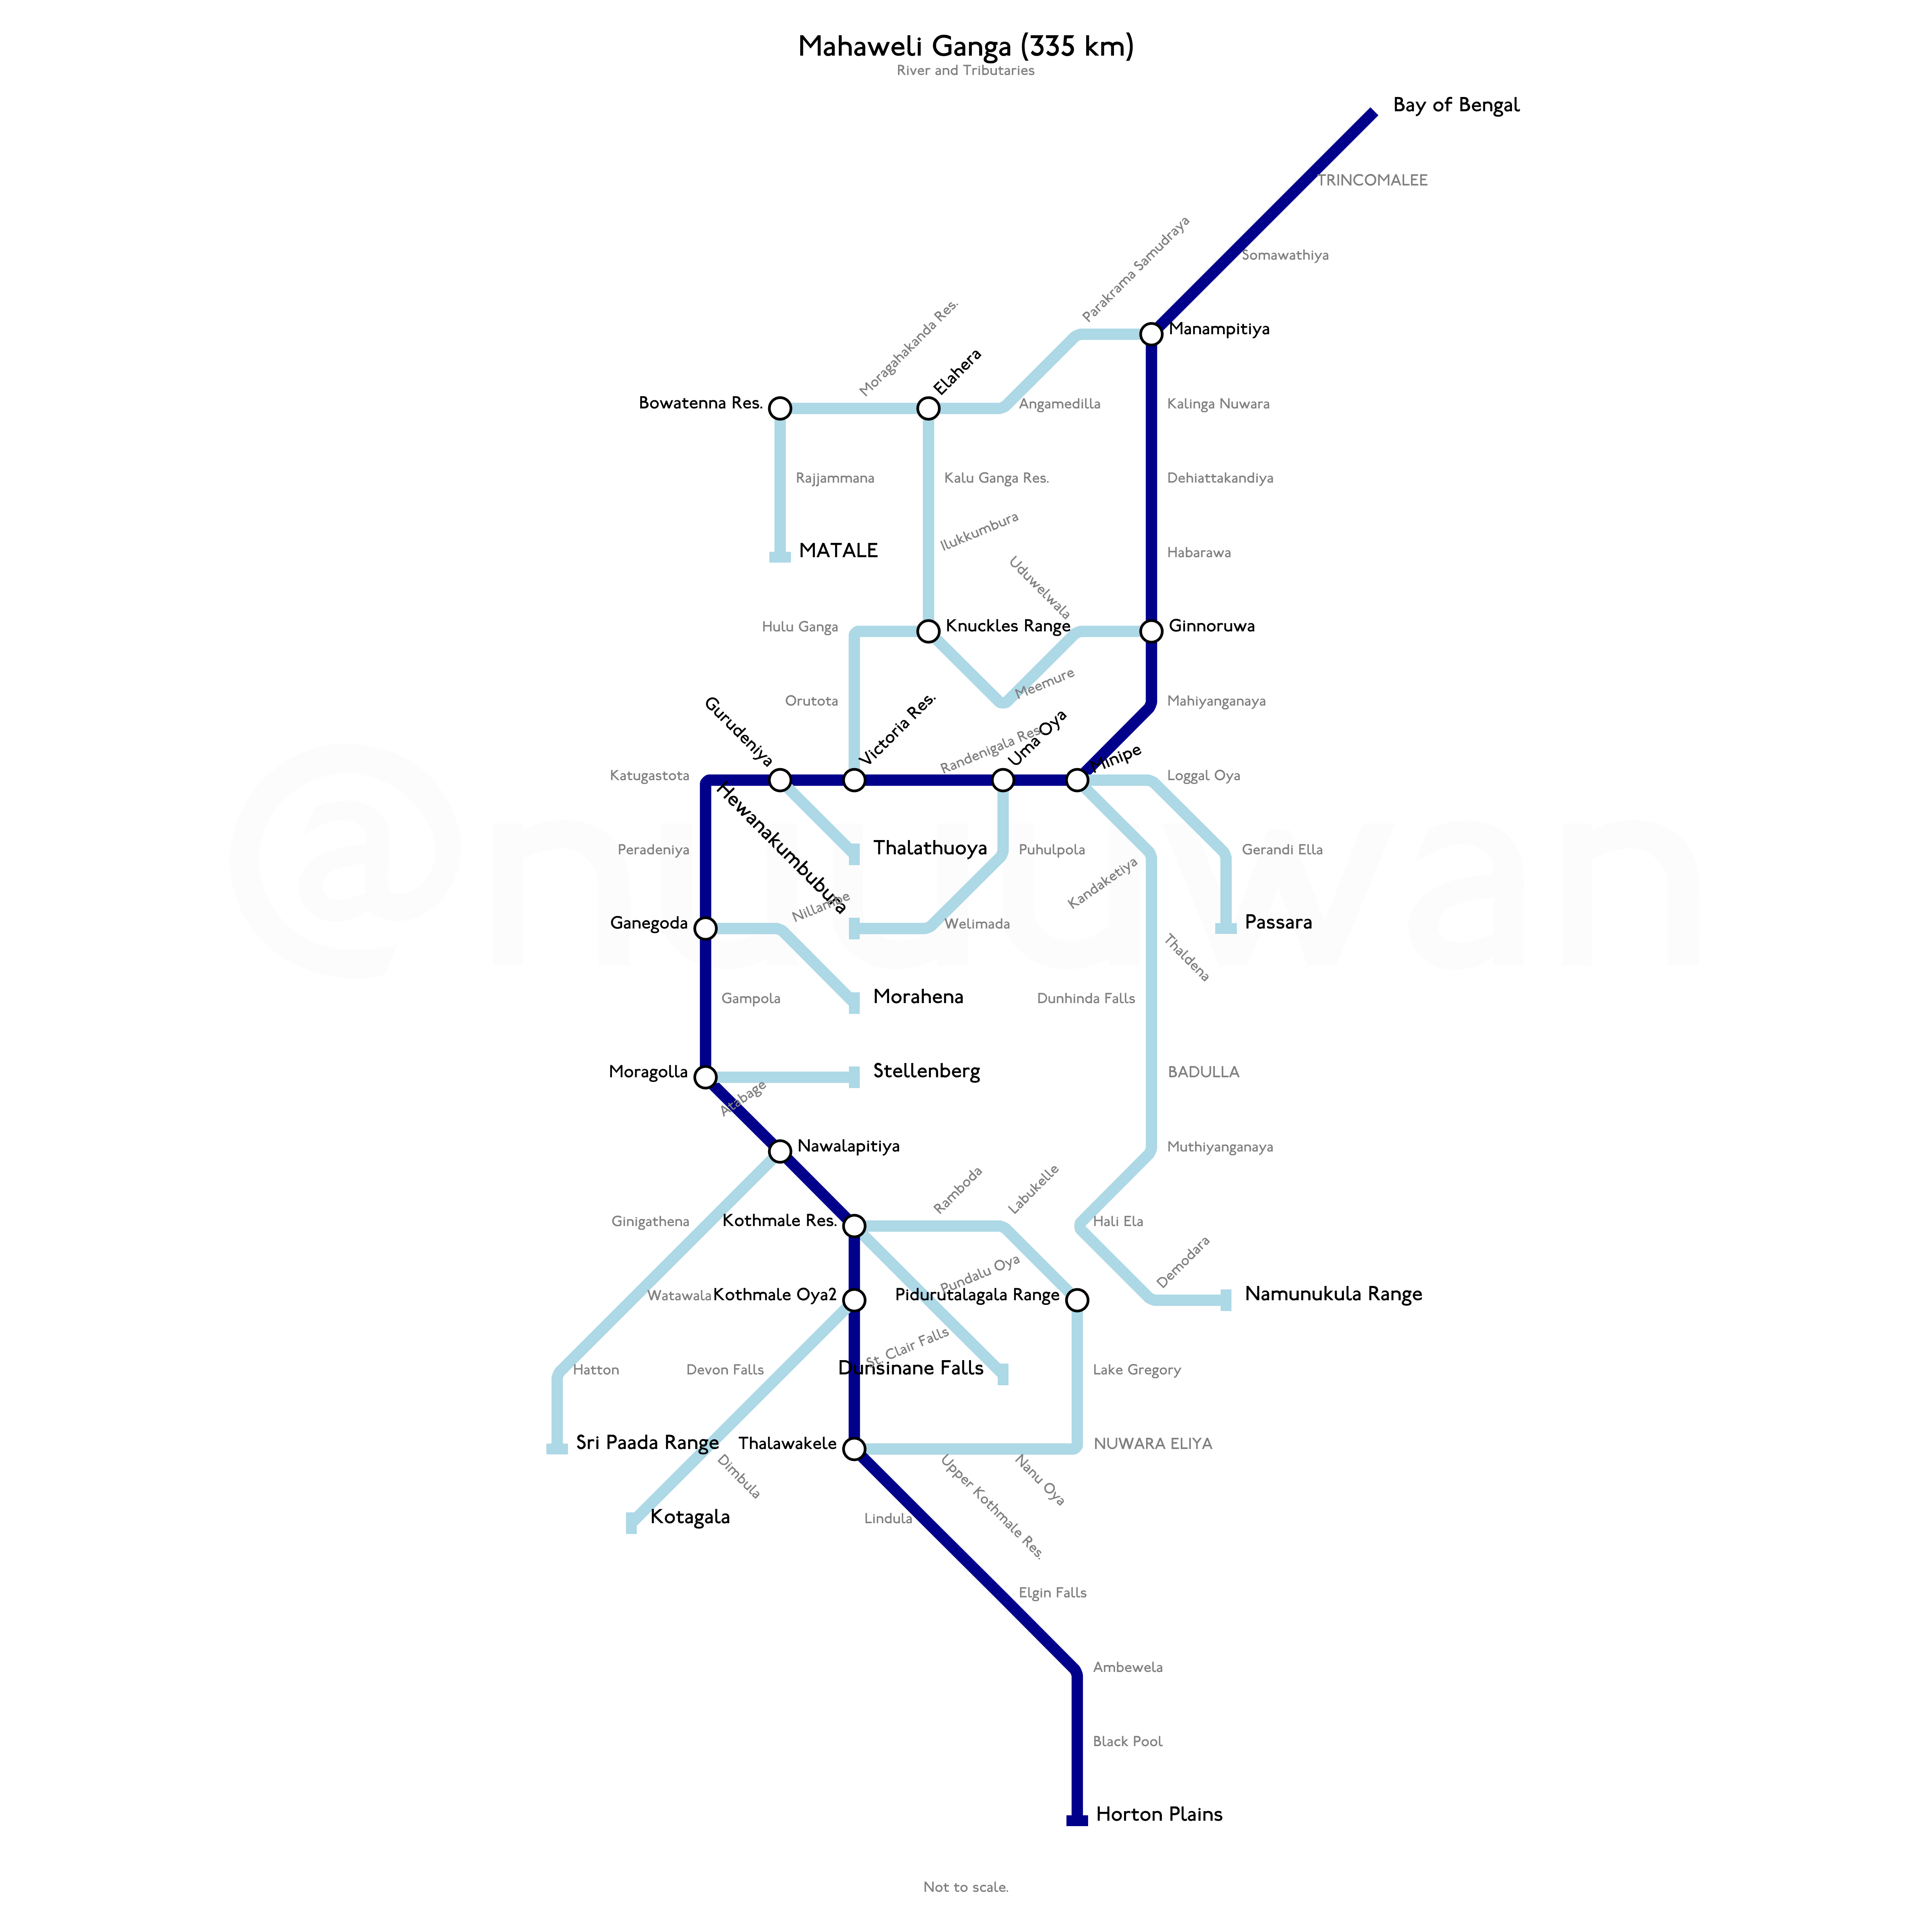 Mahaweli Ganga (335 km)
River and Tributaries
Bay of Bengal
TRINCOMALEE
Somawathiya
Parakrama Samudraya
Manampitiya
Moragahakanda Res.
Elahera
Bowatenna Res.
Angamedilla
Kalinga Nuwara
Rajjammana
Kalu Ganga Res.
Dehiattakandiya
Ilukkumbura
MATALE
Habarawa
Uduwelwala
Hulu Ganga
Knuckles Range
Ginnoruwa
Meemure
Orutota
Mahiyanganaya
Gurudeniya
Victoria Res.
Randenigala Res.
Uma Oya
Minipe
Katugastota
Loggal Oya
Hewanakumbubura
Peradeniya
Thalathuoya
Puhulpola
Kandaketiya
Gerandi Ella
@nuuuwan
Nillambe
Ganegoda
Welimada
Passara
Thaldena
Gampola
Morahena
Dunhinda Falls
Moragolla
Stellenberg
BADULLA
Atabage
Nawalapitiya
Muthiyanganaya
Ramboda
Labukelle
Ginigathena
Kothmale Res.
Hali Ela
Demodara
Pundalu Oya
Watawala
Kothmale Oya2
Pidurutalagala Range
Namunukula Range
St. Clair Falls
Hatton
Devon Falls
Dunsinane Falls
Lake Gregory
Sri Paada Range
Thalawakele
NUWARA ELIYA
Dimbula
Upper Kothmale Res.
Nanu Oya
Kotagala
Lindula
Elgin Falls
Ambewela
Black Pool
Horton Plains
Not to scale.